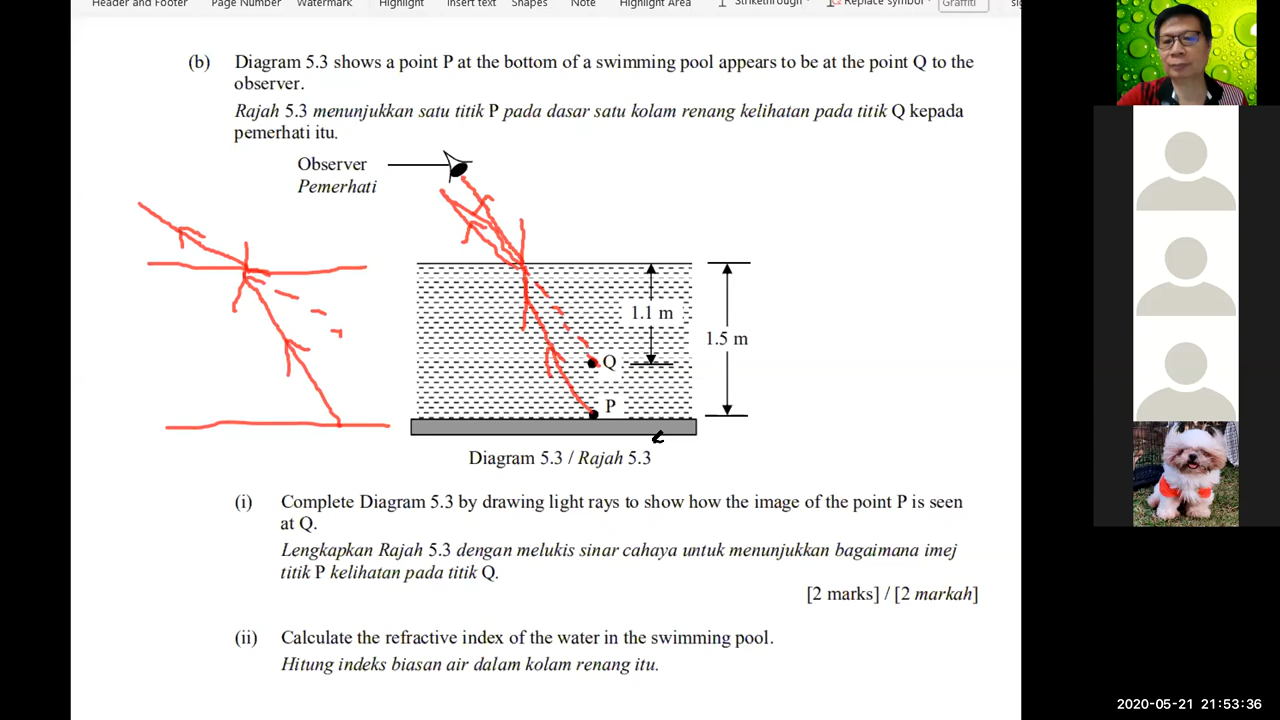 Header and Footer Page Number Watermark Highlight Insert text Shapes Note Highlight Area Strikethrough Replace symbol Graffiti
(b) Diagram 5.3 shows a point P at the bottom of a swimming pool appears to be at the point Q to the
observer.
Rajah 5.3 menunjukkan satu titik P pada dasar satu kolam renang kelihatan pada titik Q kepada
pemerhati itu.
Observer
Pemerhati
1.1 m
1.5 m
Q
P
Diagram 5.3 / Rajah 5.3
(i) Complete Diagram 5.3 by drawing light rays to show how the image of the point P is seen
at Q.
Lengkapkan Rajah 5.3 dengan melukis sinar cahaya untuk menunjukkan bagaimana imej
titik P kelihatan pada titik Q.
[2 marks] / [2 markah]
(ii) Calculate the refractive index of the water in the swimming pool.
Hitung indeks biasan air dalam kolam renang itu.
2020-05-21 21:53:36